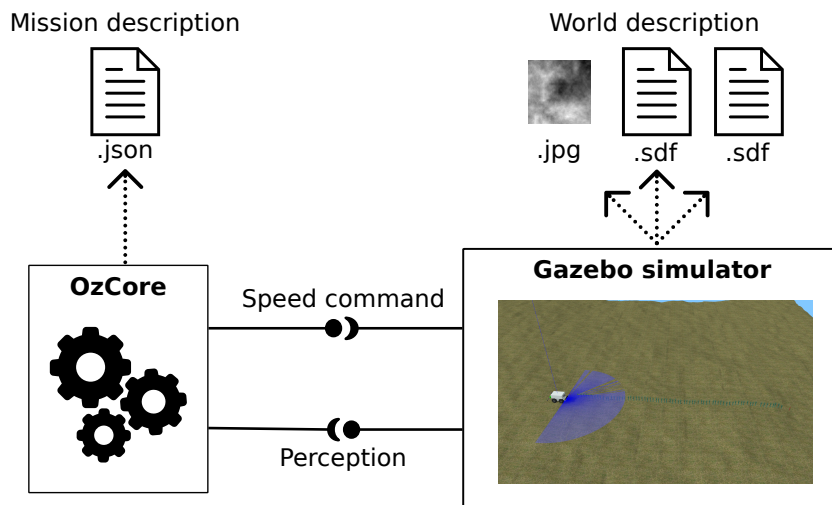 Mission description
World description
.json
.jpg
.sdf
.sdf
OzCore
Gazebo simulator
Speed command
Perception